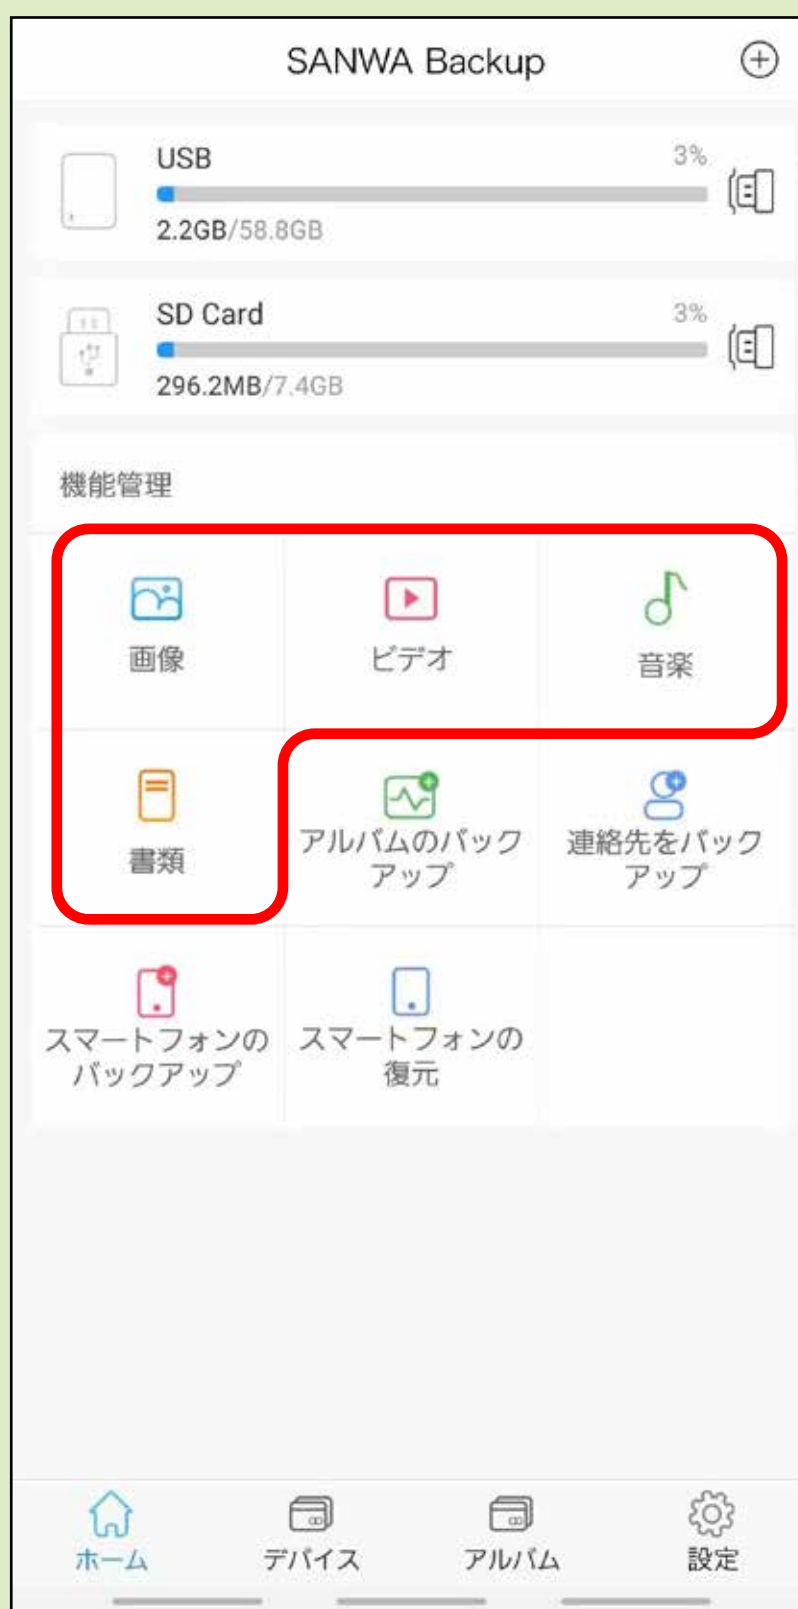 SANWA Backup
USB
3%
2.2GB/58.8GB
SD Card
3%
296.2MB/7.4GB
機能管理
画像
ビデオ
音楽
書類
アルバムのバック
アップ
連絡先をバック
アップ
スマートフォンの
バックアップ
スマートフォンの
復元
ホーム
デバイス
アルバム
設定